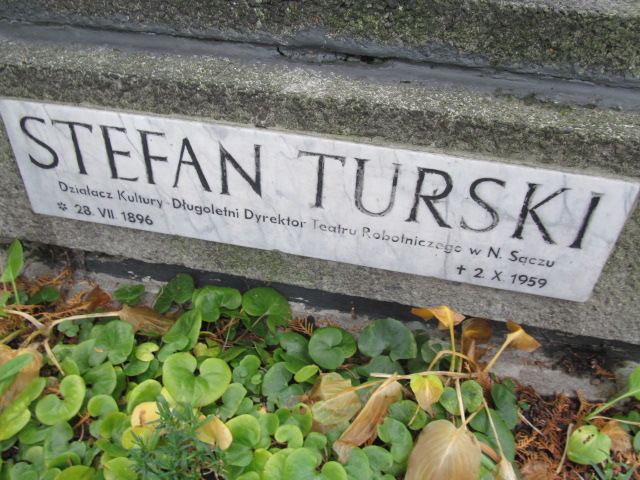 STEFAN TURSKI
Działacz Kultury Długoletni Dyrektor Teatru Robotniczego w N. Sączu
* 28. VII. 1896 + 2. X. 1959